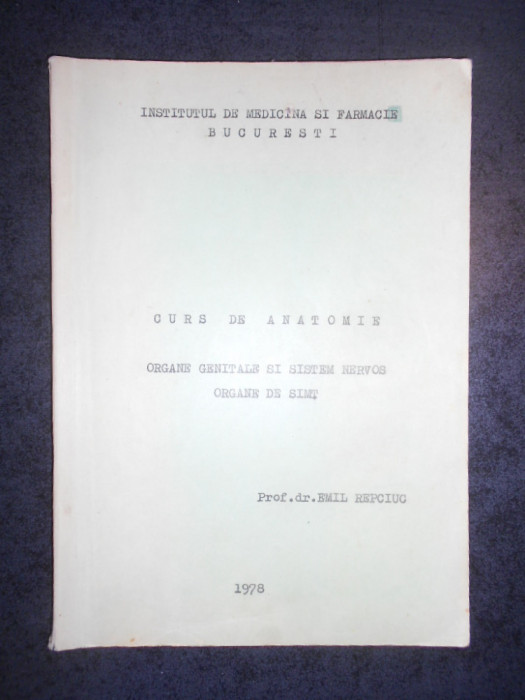 INSTITUTUL DE MEDICINA SI FARMACIE
BUCURESTI
CURS DE ANATOMIE
ORGANE GENITALE SI SISTEM NERVOS
ORGANE DE SIMŢ
Prof.dr.EMIL REPCIUC
1978